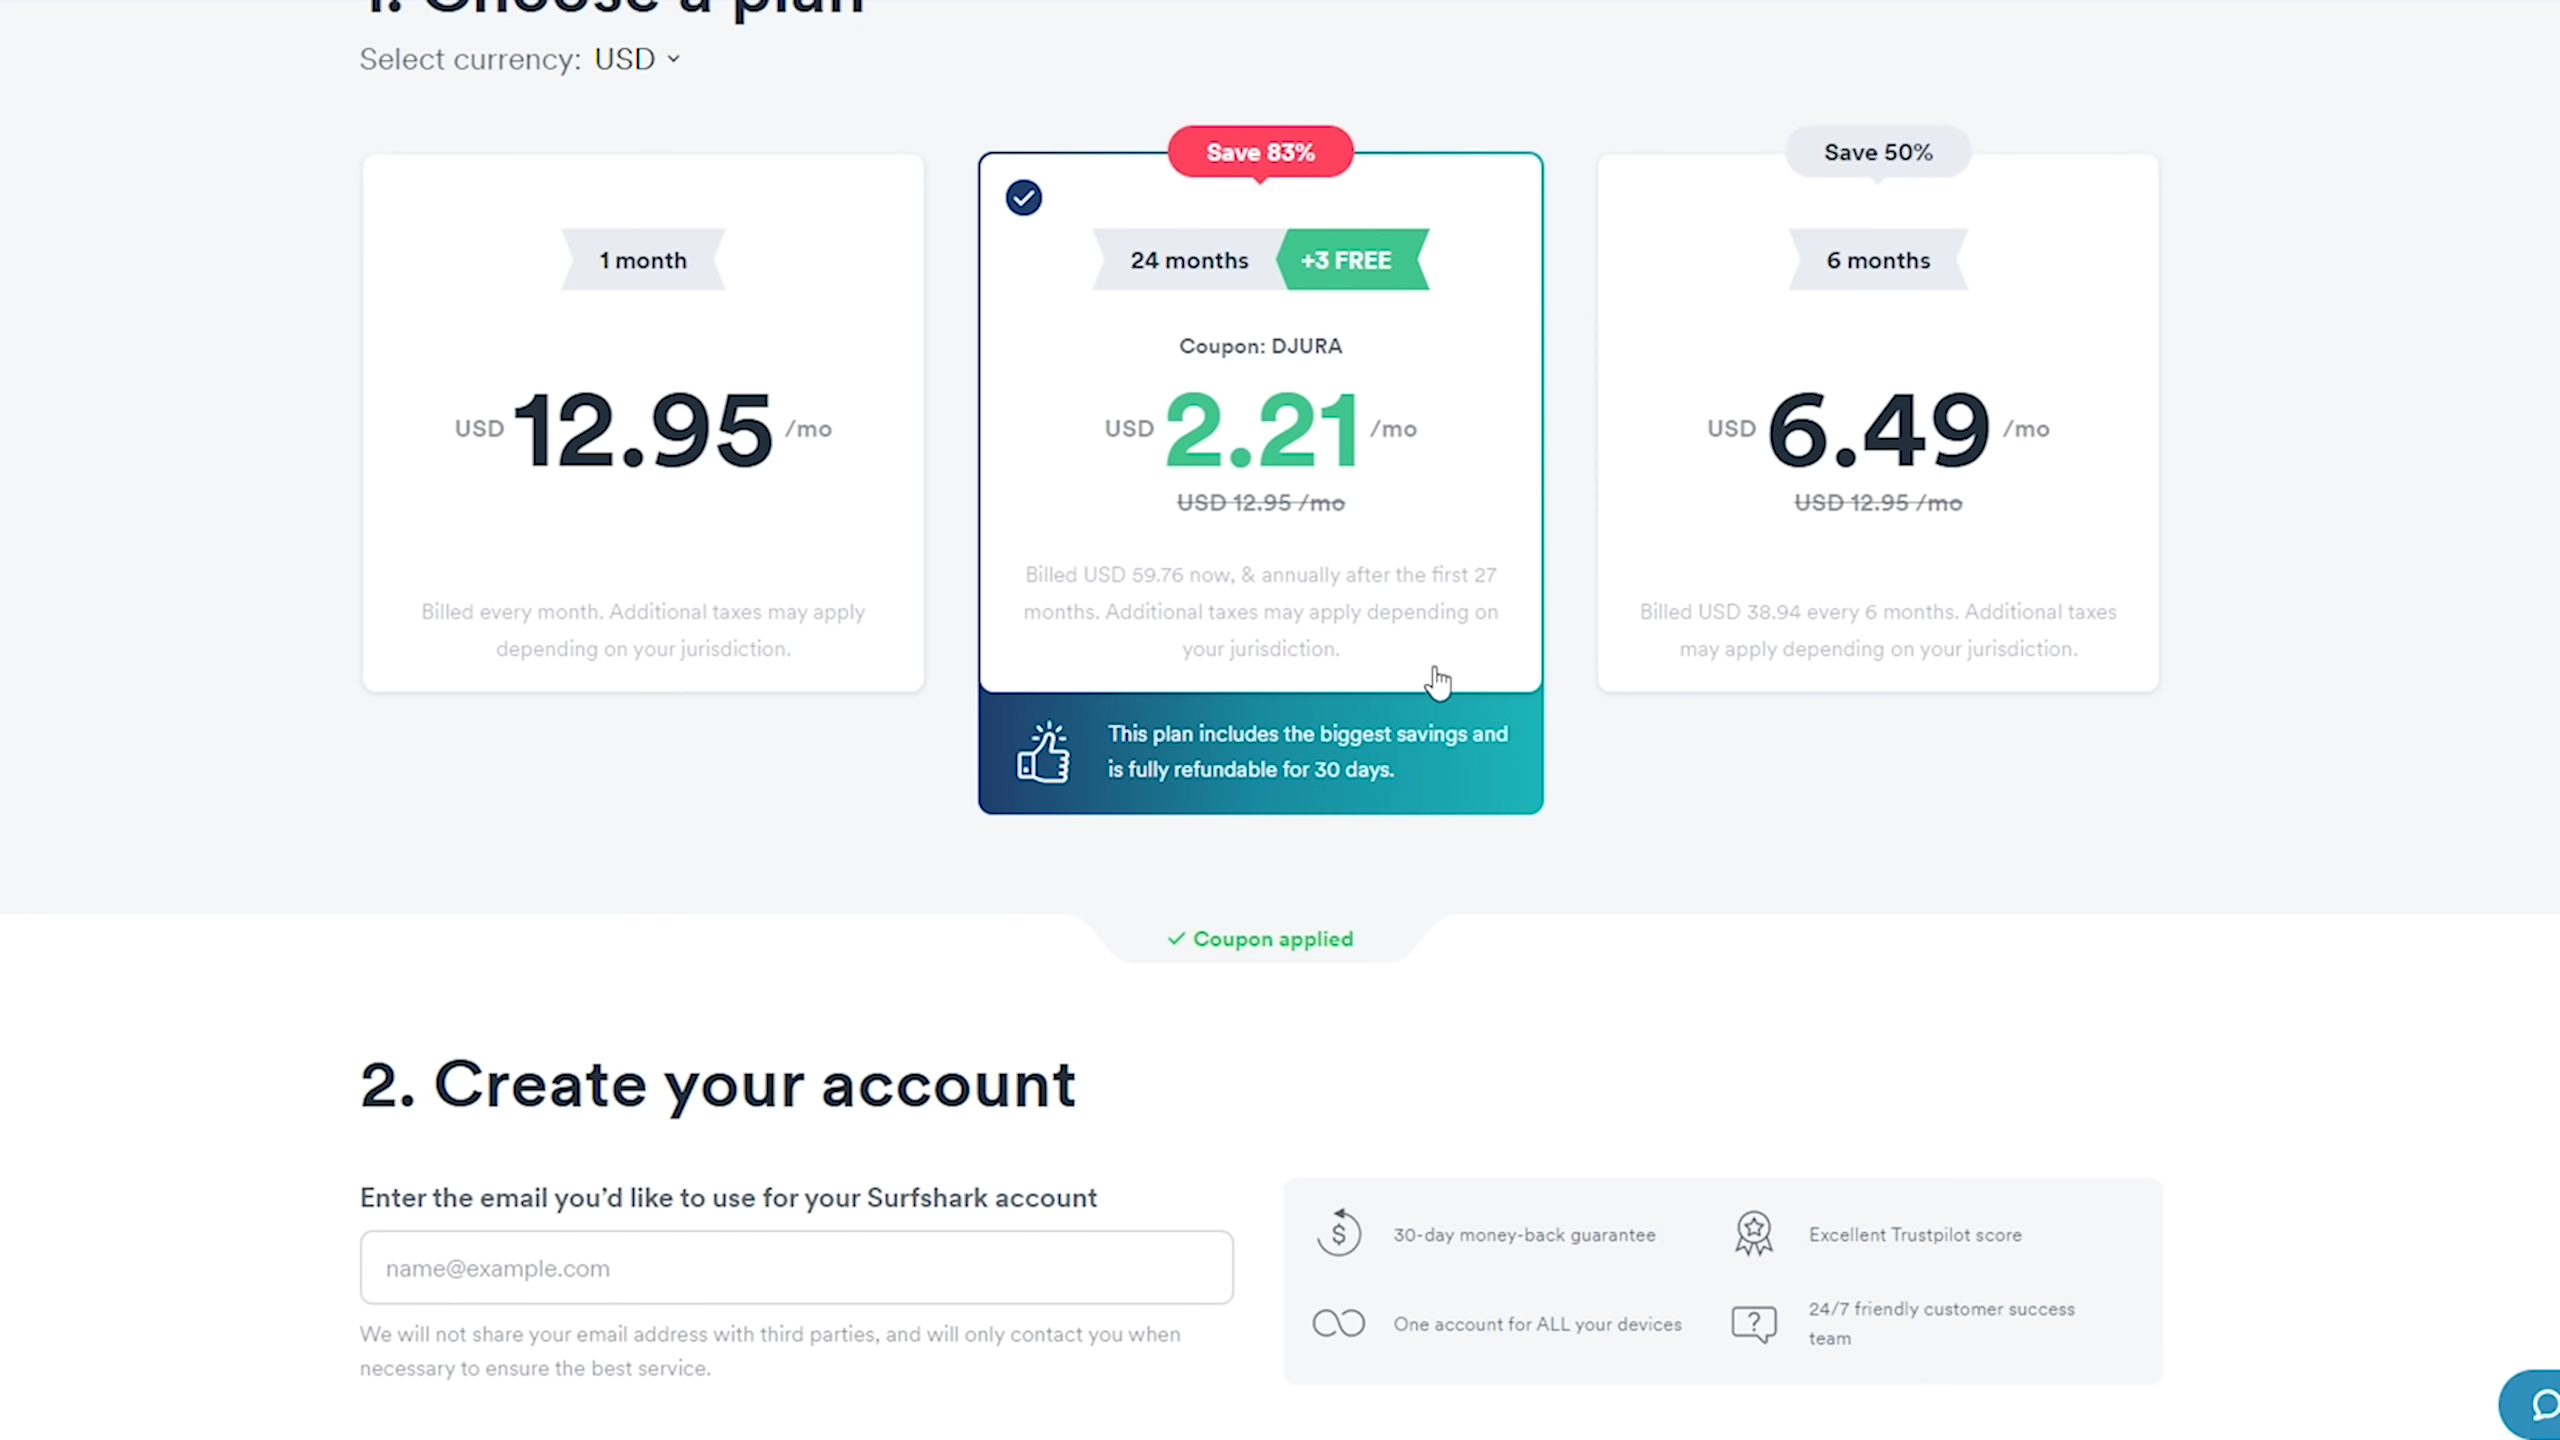 1. Choose a plan
Select currency: USD
1 month
USD 12.95 /mo
Billed every month. Additional taxes may apply
depending on your jurisdiction.
Save 83%
24 months +3 FREE
Coupon: DJURA
USD 2.21 /mo
USD 12.95 /mo
Billed USD 59.76 now, & annually after the first 27
months. Additional taxes may apply depending on
your jurisdiction.
This plan includes the biggest savings and
is fully refundable for 30 days.
Save 50%
6 months
USD 6.49 /mo
USD 12.95 /mo
Billed USD 38.94 every 6 months. Additional taxes
may apply depending on your jurisdiction.
Coupon applied
2. Create your account
Enter the email you’d like to use for your Surfshark account
name@example.com
We will not share your email address with third parties, and will only contact you when
necessary to ensure the best service.
30-day money-back guarantee
Excellent Trustpilot score
One account for ALL your devices
24/7 friendly customer success
team